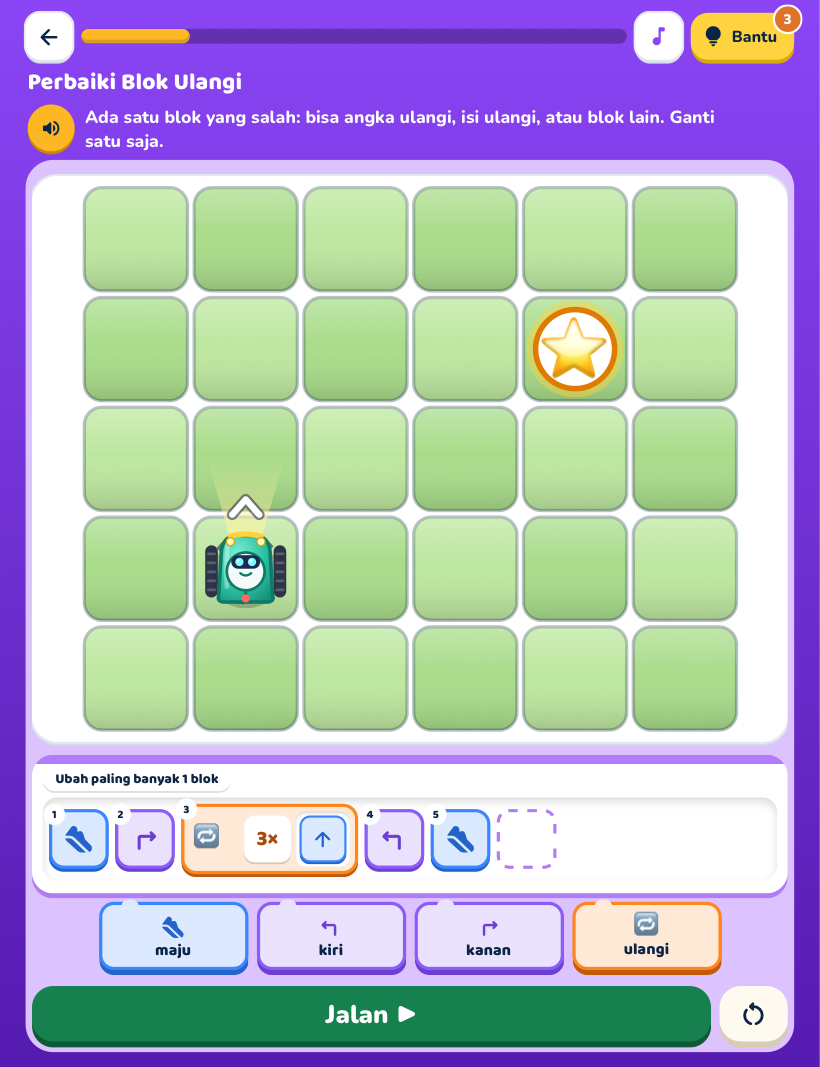 3
Bantu
Perbaiki Blok Ulangi
Ada satu blok yang salah: bisa angka ulangi, isi ulangi, atau blok lain. Ganti
satu saja.
Ubah paling banyak 1 blok
1 2 3 3× 4 5
maju kiri kanan ulangi
Jalan